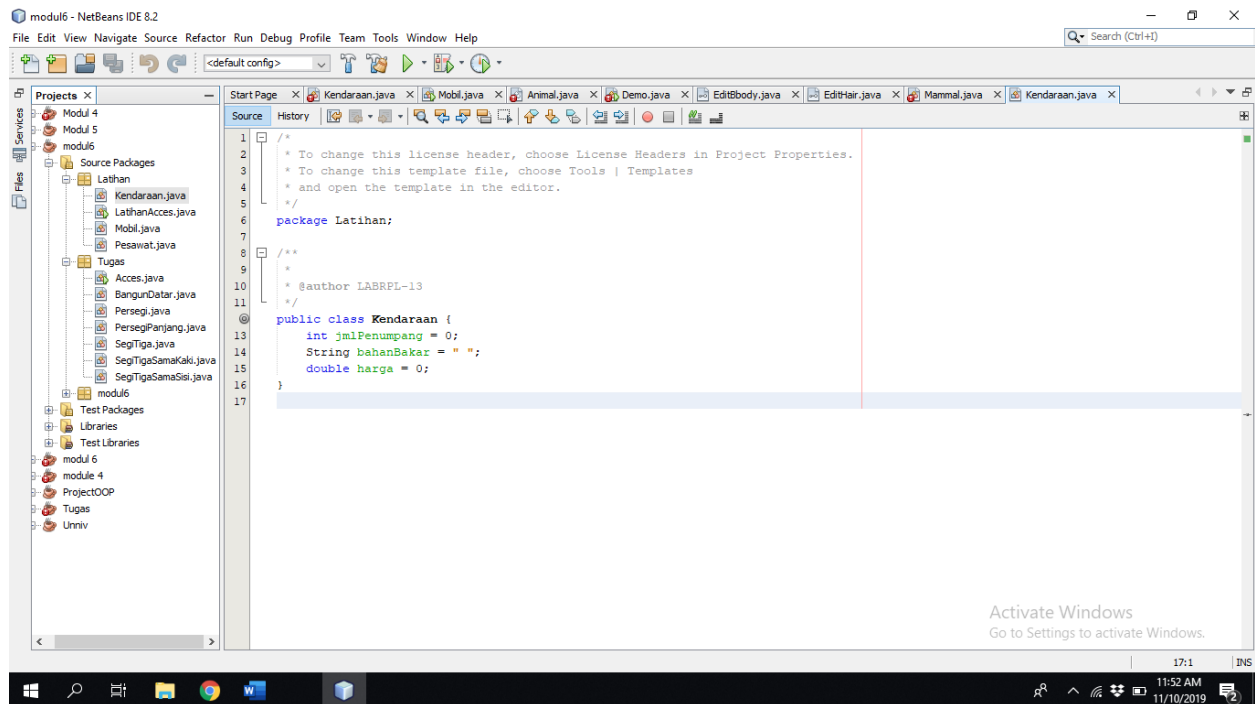 modul6 - NetBeans IDE 8.2
File Edit View Navigate Source Refactor Run Debug Profile Team Tools Window Help
Search (Ctrl+I)
<default config>
Projects
Start Page Kendaraan.java Mobil.java Animal.java Demo.java EditBbody.java EditHair.java Mammal.java Kendaraan.java
Source History
Services
Files
Modul 4
Modul 5
modul6
Source Packages
Latihan
Kendaraan.java
LatihanAcces.java
Mobil.java
Pesawat.java
Tugas
Acces.java
BangunDatar.java
Persegi.java
PersegiPanjang.java
SegiTiga.java
SegiTigaSamaKaki.java
SegiTigaSamaSisi.java
modul6
Test Packages
Libraries
Test Libraries
modul 6
module 4
ProjectOOP
Tugas
Unniv
1 /*
2 * To change this license header, choose License Headers in Project Properties.
3 * To change this template file, choose Tools | Templates
4 * and open the template in the editor.
5 */
6 package Latihan;
7
8 /**
9 *
10 * @author LABRPL-13
11 */
public class Kendaraan {
13 int jmlPenumpang = 0;
14 String bahanBakar = " ";
15 double harga = 0;
16 }
17
Activate Windows
Go to Settings to activate Windows.
17:1 INS
11:52 AM
11/10/2019
2